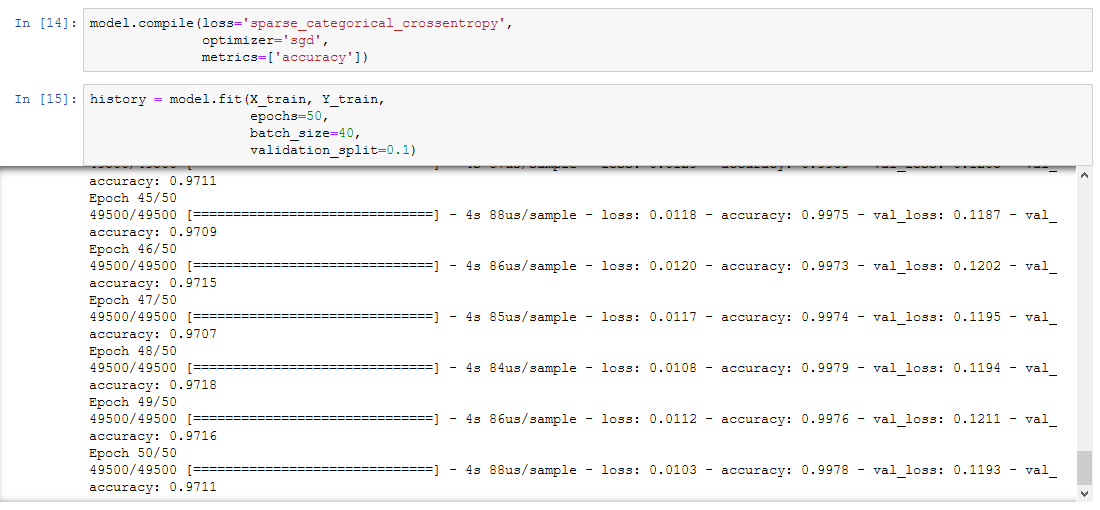 In [14]: model.compile(loss='sparse_categorical_crossentropy',
optimizer='sgd',
metrics=['accuracy'])
In [15]: history = model.fit(X_train, Y_train,
epochs=50,
batch_size=40,
validation_split=0.1)
accuracy: 0.9711
Epoch 45/50
49500/49500 [==============================] - 4s 88us/sample - loss: 0.0118 - accuracy: 0.9975 - val_loss: 0.1187 - val_
accuracy: 0.9709
Epoch 46/50
49500/49500 [==============================] - 4s 86us/sample - loss: 0.0120 - accuracy: 0.9973 - val_loss: 0.1202 - val_
accuracy: 0.9715
Epoch 47/50
49500/49500 [==============================] - 4s 85us/sample - loss: 0.0117 - accuracy: 0.9974 - val_loss: 0.1195 - val_
accuracy: 0.9707
Epoch 48/50
49500/49500 [==============================] - 4s 84us/sample - loss: 0.0108 - accuracy: 0.9979 - val_loss: 0.1194 - val_
accuracy: 0.9718
Epoch 49/50
49500/49500 [==============================] - 4s 86us/sample - loss: 0.0112 - accuracy: 0.9976 - val_loss: 0.1211 - val_
accuracy: 0.9716
Epoch 50/50
49500/49500 [==============================] - 4s 88us/sample - loss: 0.0103 - accuracy: 0.9978 - val_loss: 0.1193 - val_
accuracy: 0.9711